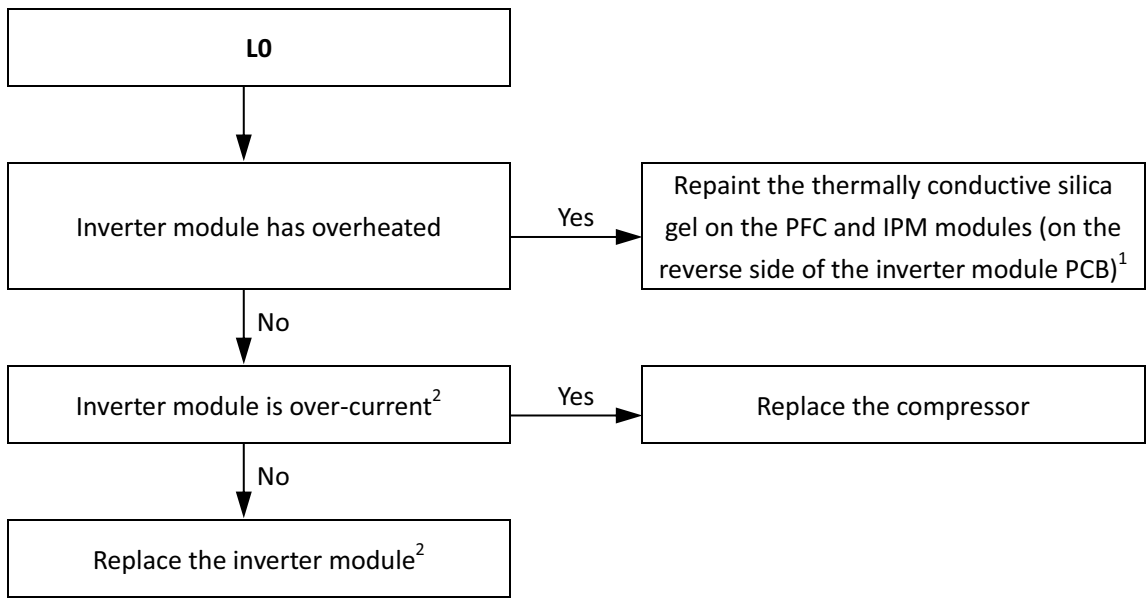 L0
Inverter module has overheated
Yes
Repaint the thermally conductive silica
gel on the PFC and IPM modules (on the
reverse side of the inverter module PCB)¹
No
Inverter module is over-current²
Yes
Replace the compressor
No
Replace the inverter module²